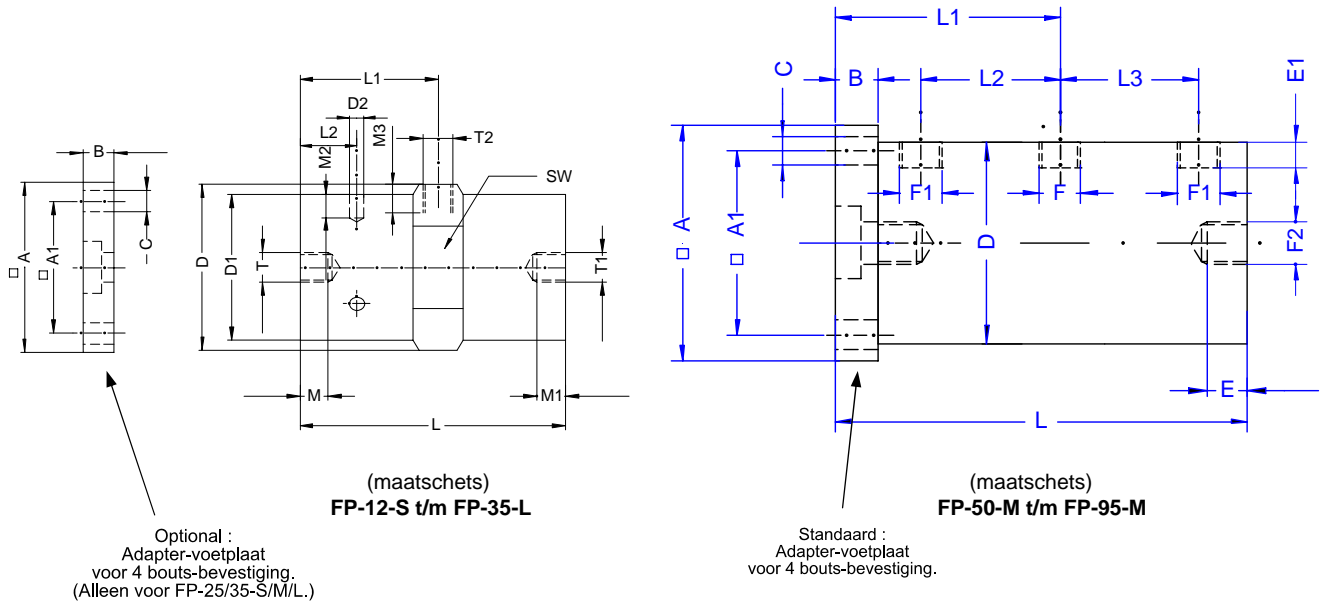 L1
D2
L2
M2
M3
T2
SW
B
C
□ A
□ A1
D
D1
T
T1
M
M1
L
(maatschets)
FP-12-S t/m FP-35-L
Optional :
Adapter-voetplaat
voor 4 bouts-bevestiging.
(Alleen voor FP-25/35-S/M/L.)
L1
C
B
L2
L3
E1
F1
F
F1
□ A
□ A1
D
F2
E
L
(maatschets)
FP-50-M t/m FP-95-M
Standaard :
Adapter-voetplaat
voor 4 bouts-bevestiging.